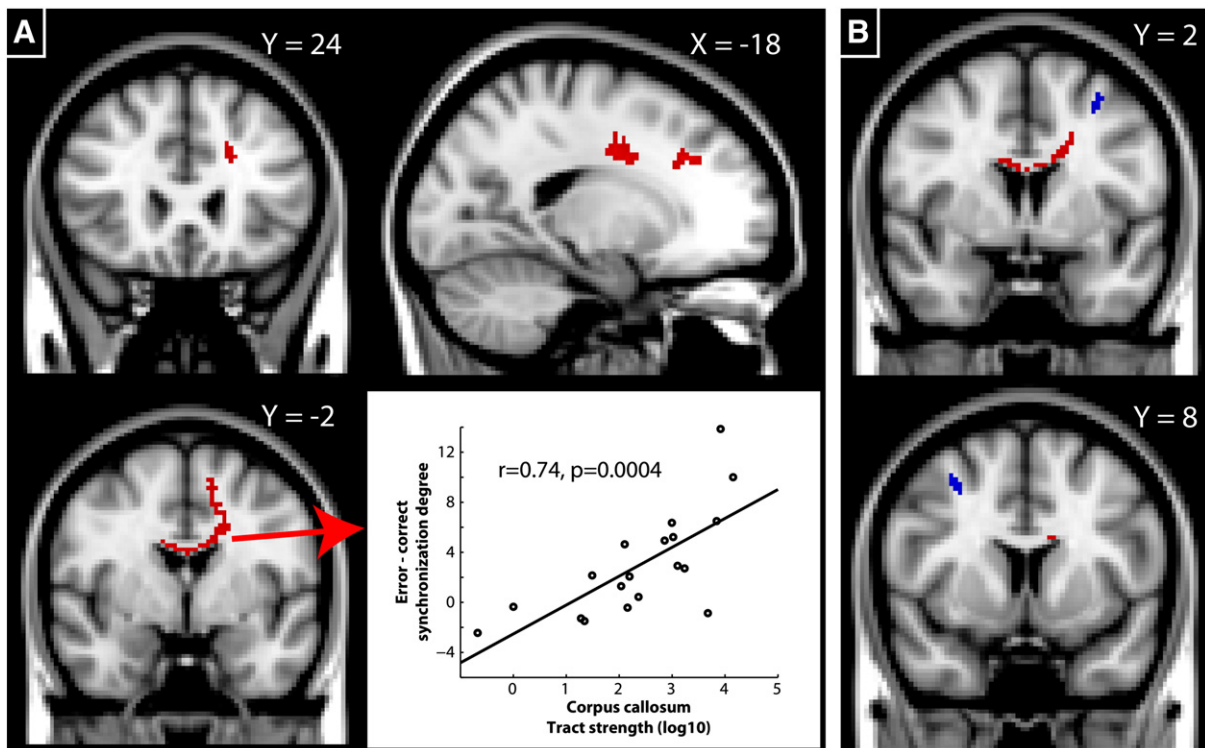 A
Y = 24
X = -18
B
Y = 2
Y = -2
Y = 8
r=0.74, p=0.0004
Error - correct
synchronization degree
12
8
4
0
−4
0 1 2 3 4 5
Corpus callosum
Tract strength (log10)